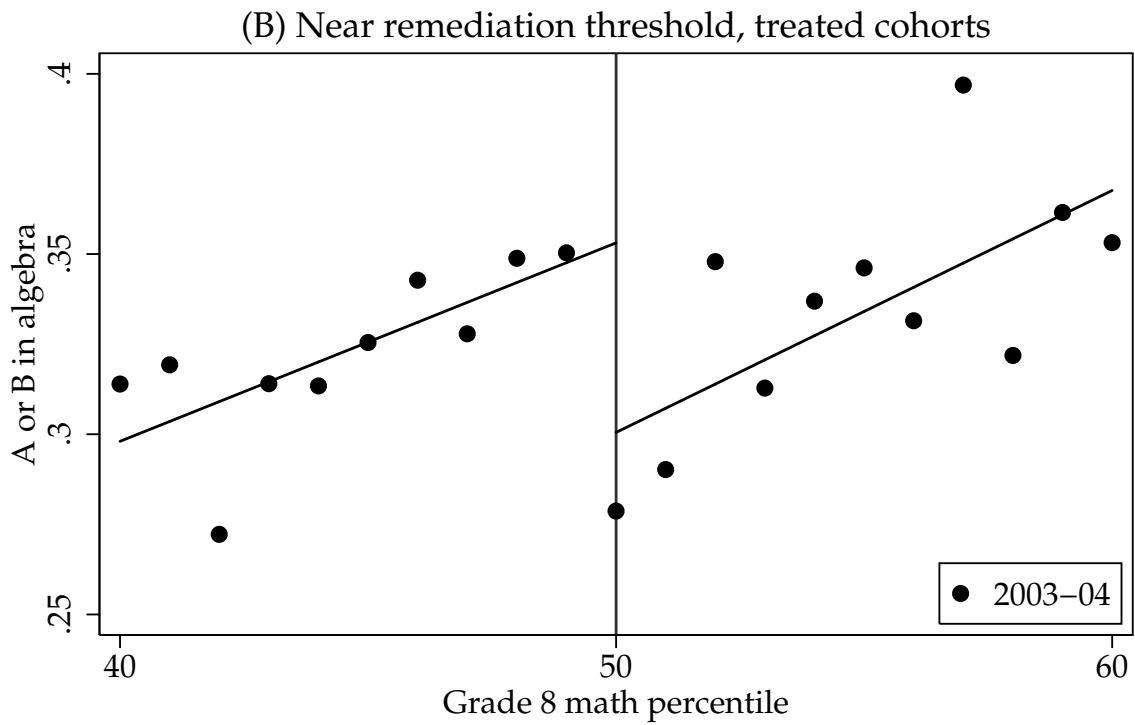 (B) Near remediation threshold, treated cohorts
A or B in algebra
.4
.35
.3
.25
40
50
60
Grade 8 math percentile
2003–04